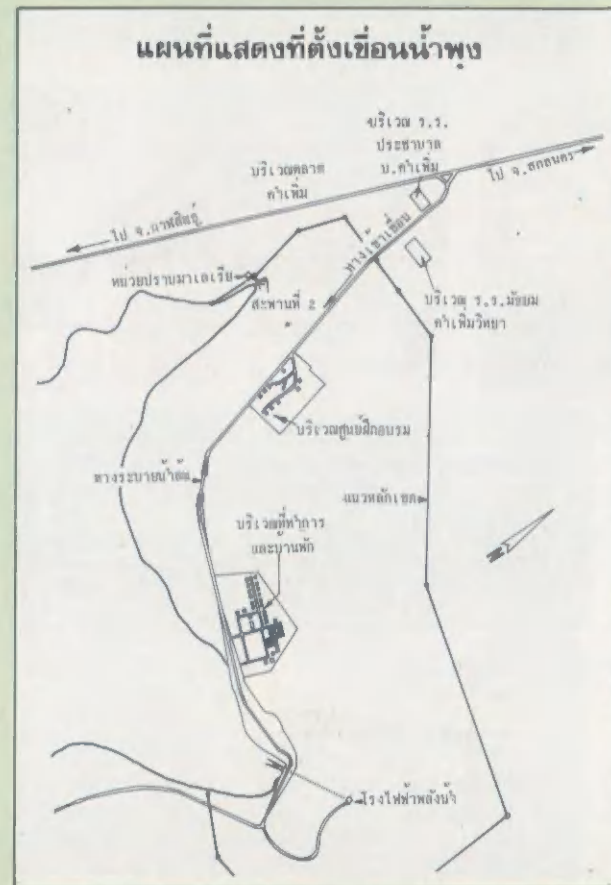 แผนที่แสดงที่ตั้งเขื่อนน้ำพุง
บริเวณ ร.ร.
ประชาบาล
บ.คำเพิ่ม
บริเวณตลาด
คำเพิ่ม
ไป จ.สกลนคร
ไป จ.กาฬสินธุ์
ทางเข้าเขื่อน
หน่วยปราบมาเลเรีย
สะพานที่ 2
บริเวณ ร.ร.มัธยม
คำเพิ่มวิทยา
บริเวณศูนย์ฝึกอบรม
ทางระบายน้ำล้น
แนวหลักเขต
บริเวณที่ทำการ
และบ้านพัก
N
โรงไฟฟ้าพลังน้ำ